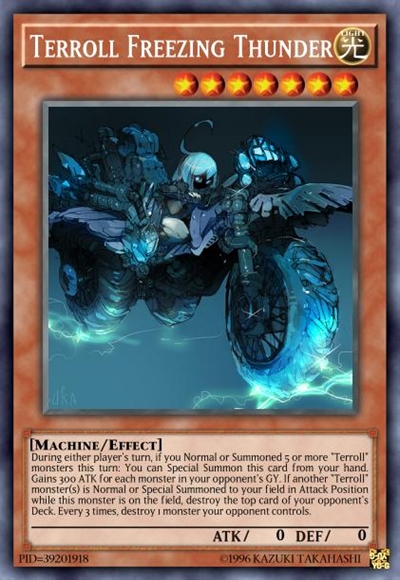 TERROLL FREEZING THUNDER
LIGHT
光
[MACHINE/EFFECT]
During either player's turn, if you Normal or Summoned 5 or more "Terroll"
monsters this turn: You can Special Summon this card from your hand.
Gains 300 ATK for each monster in your opponent's GY. If another "Terroll"
monster(s) is Normal or Special Summoned to your field in Attack Position
while this monster is on the field, destroy the top card of your opponent's
Deck. Every 3 times, destroy 1 monster your opponent controls.
ATK/ 0 DEF/ 0
PID=39201918 ©1996 KAZUKI TAKAHASHI